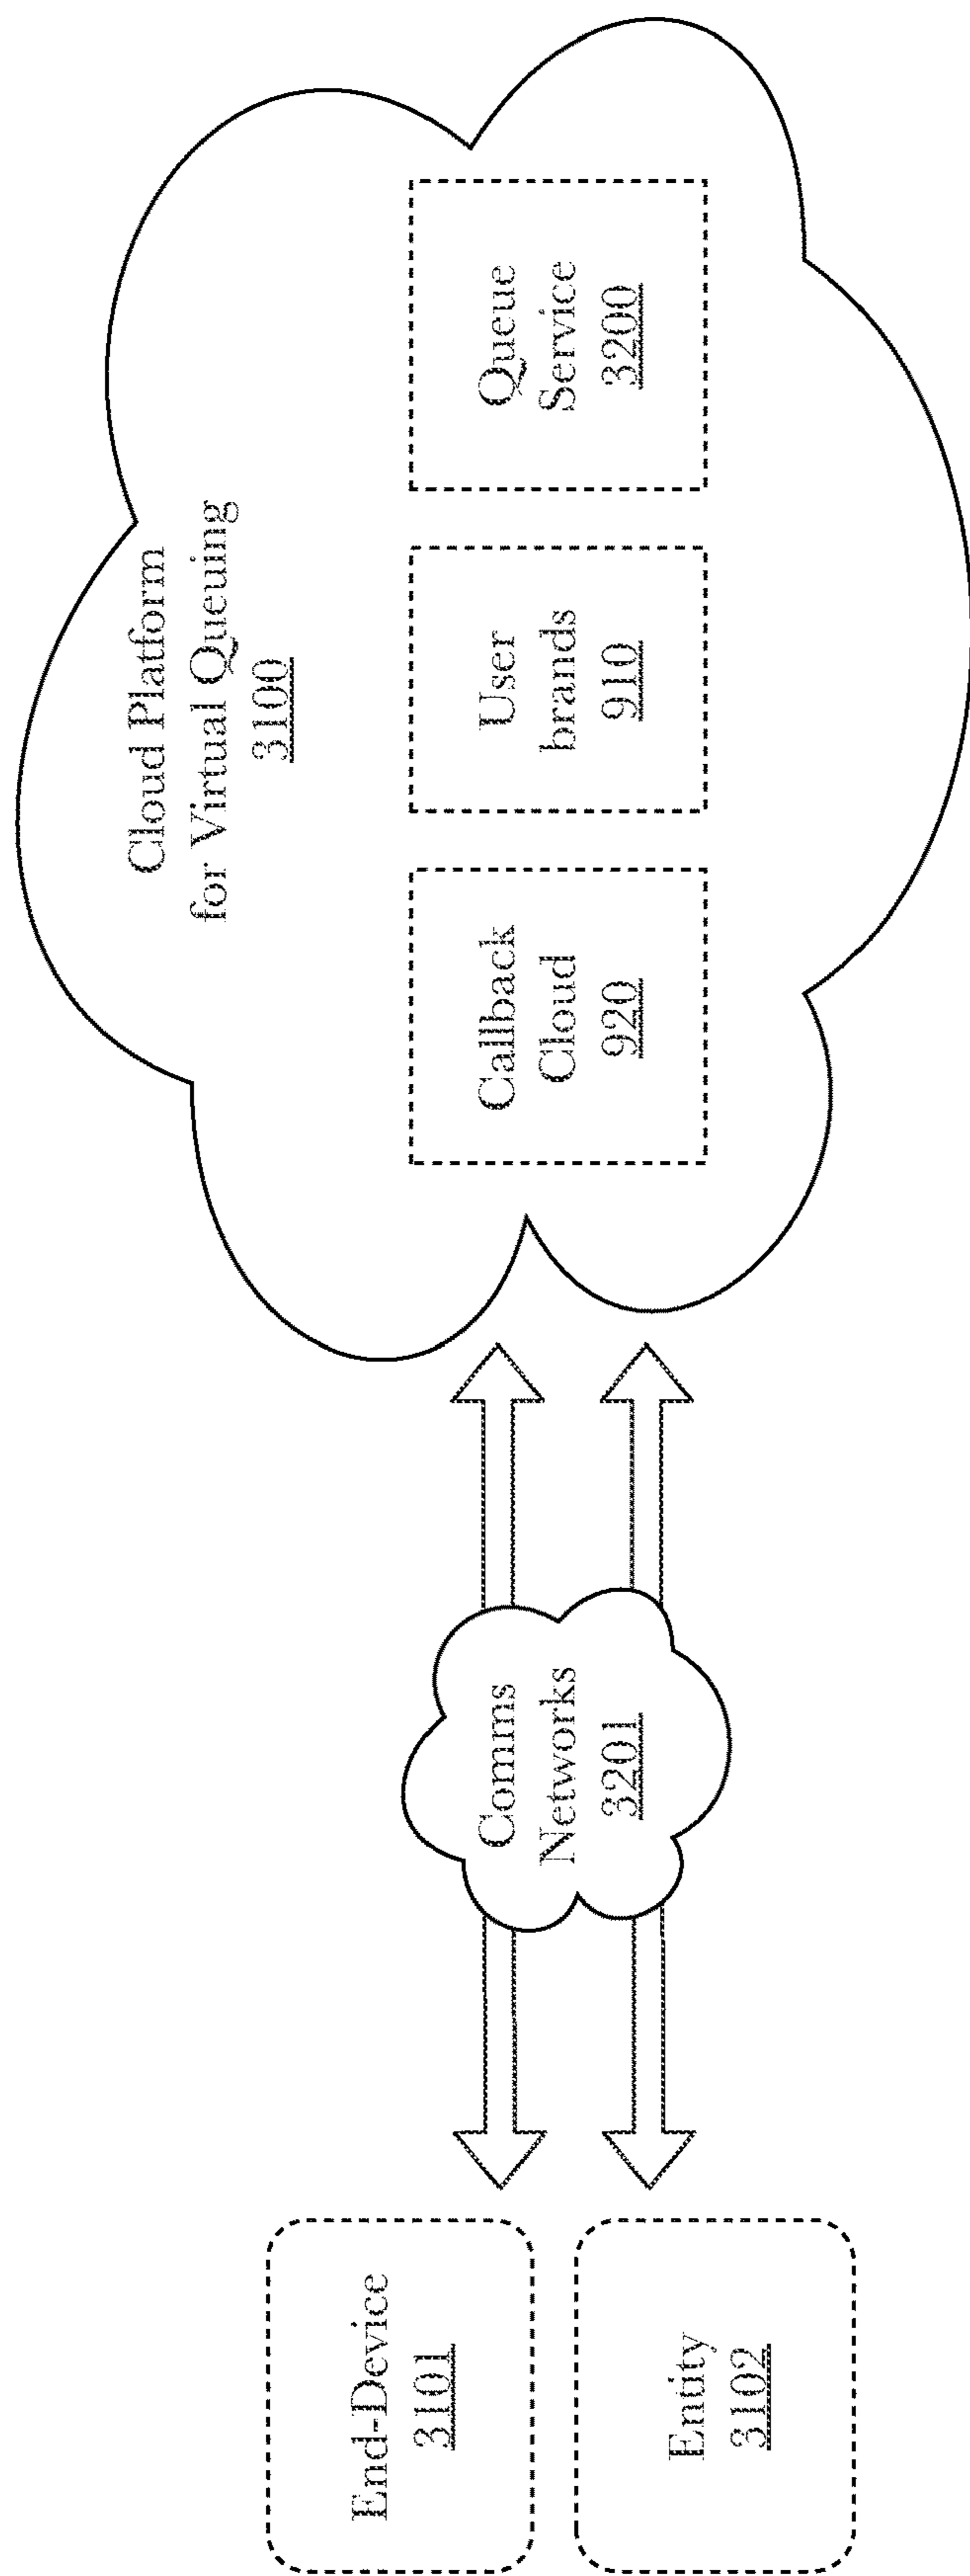 Cloud Platform
for Virtual Queuing
3100
Callback
Cloud
920
User
brands
910
Queue
Service
3200
Comms
Networks
3201
End-Device
3101
Entity
3102